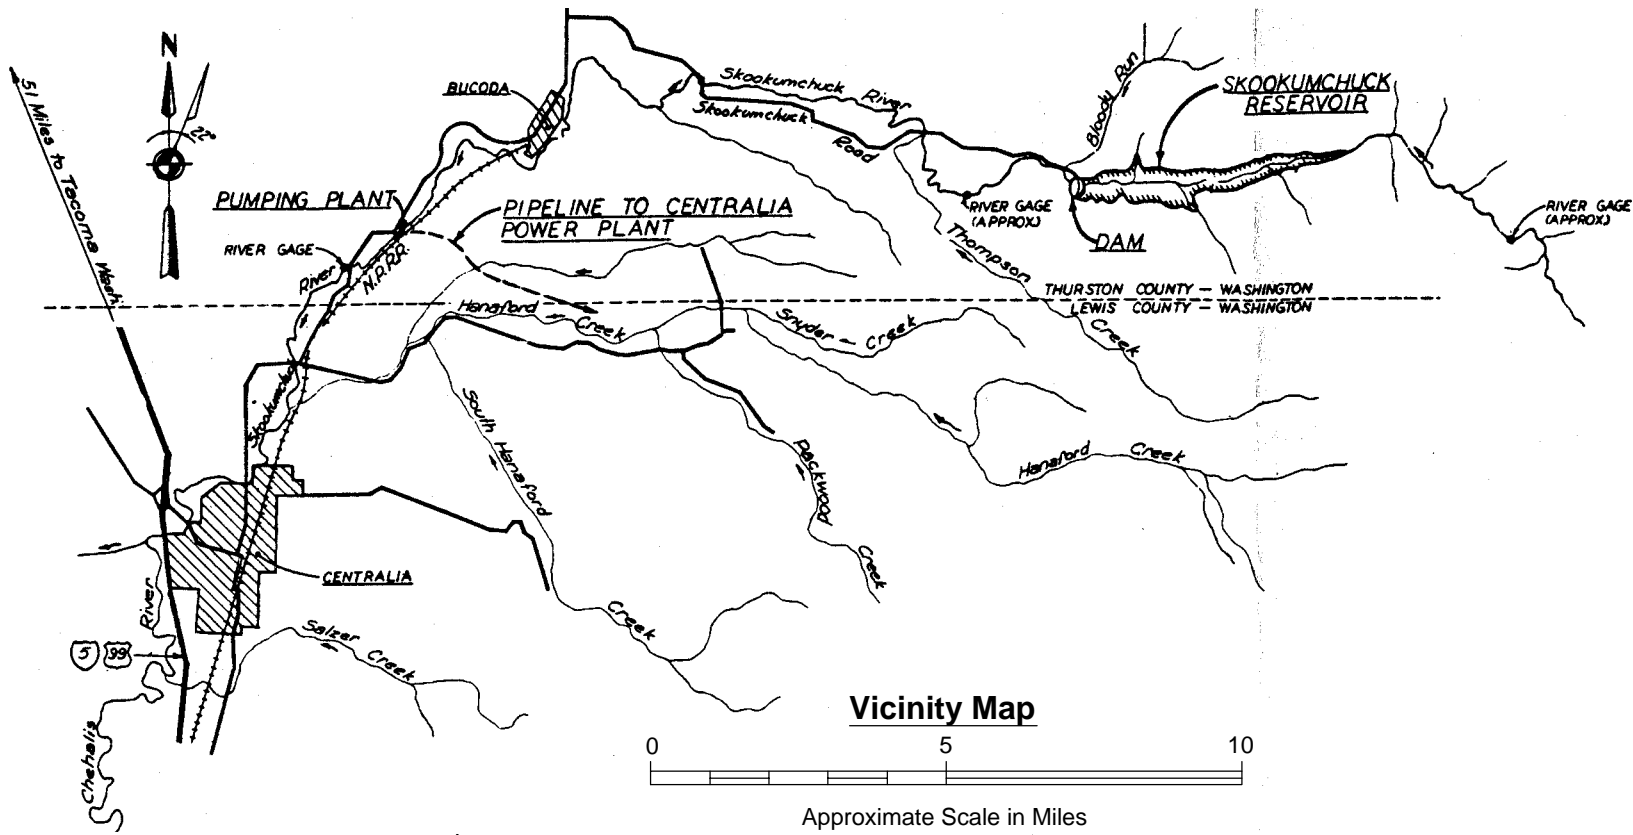 N
22°
51 Miles to Tacoma Wash.
BUCODA
Skookumchuck River
Skookumchuck
Road
Bloody Run
SKOOKUMCHUCK
RESERVOIR
PUMPING PLANT
PIPELINE TO CENTRALIA
POWER PLANT
RIVER GAGE
(APPROX)
DAM
RIVER GAGE
(APPROX)
RIVER GAGE
River
N.P.R.R.
Thompson
Creek
THURSTON COUNTY - WASHINGTON
LEWIS COUNTY - WASHINGTON
Hanaford
Creek
Snyder - Creek
Skookumchuck
South Hanaford
Creek
Packwood
Creek
Hanaford Creek
CENTRALIA
River
Salzer
Creek
5 99
Chehalis
Vicinity Map
0 5 10
Approximate Scale in Miles